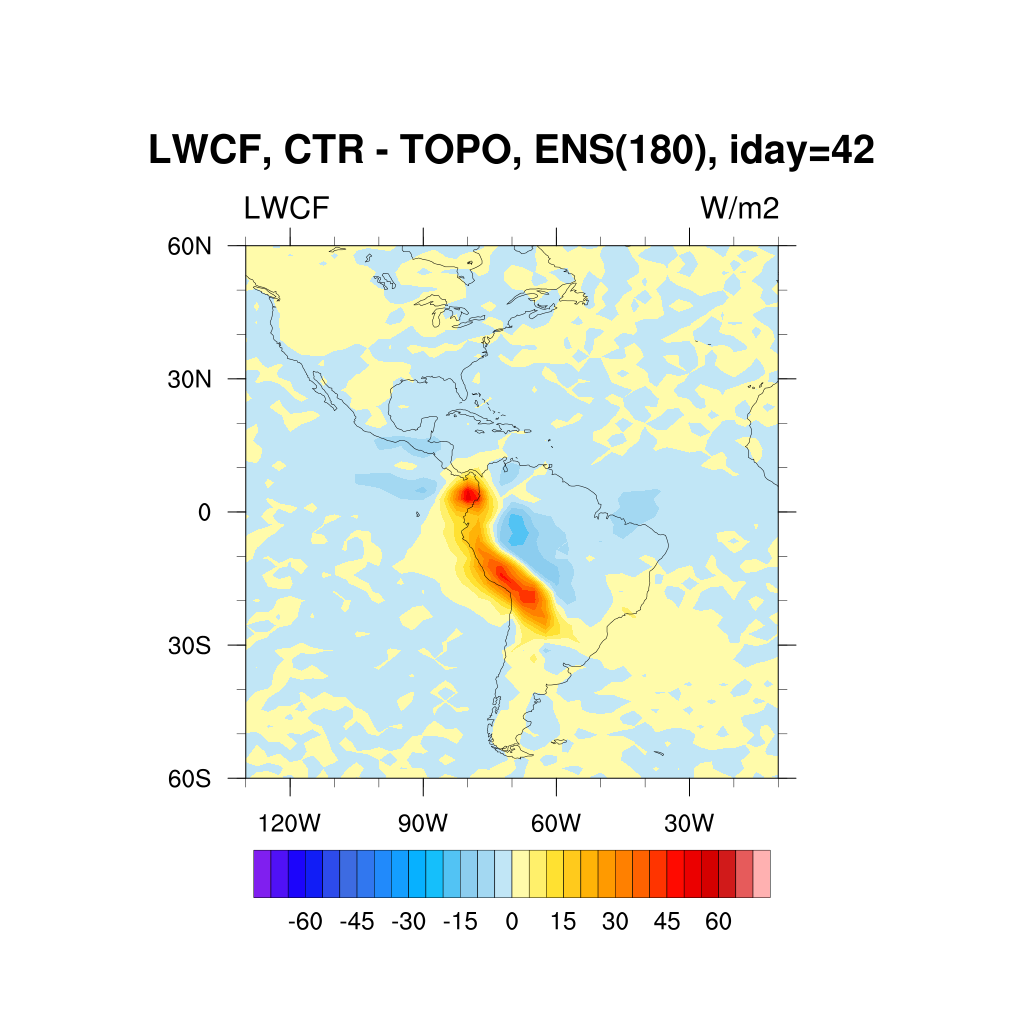 LWCF, CTR - TOPO, ENS(180), iday=42
LWCF W/m2
60N
30N
0
30S
60S
120W 90W 60W 30W
-60 -45 -30 -15 0 15 30 45 60